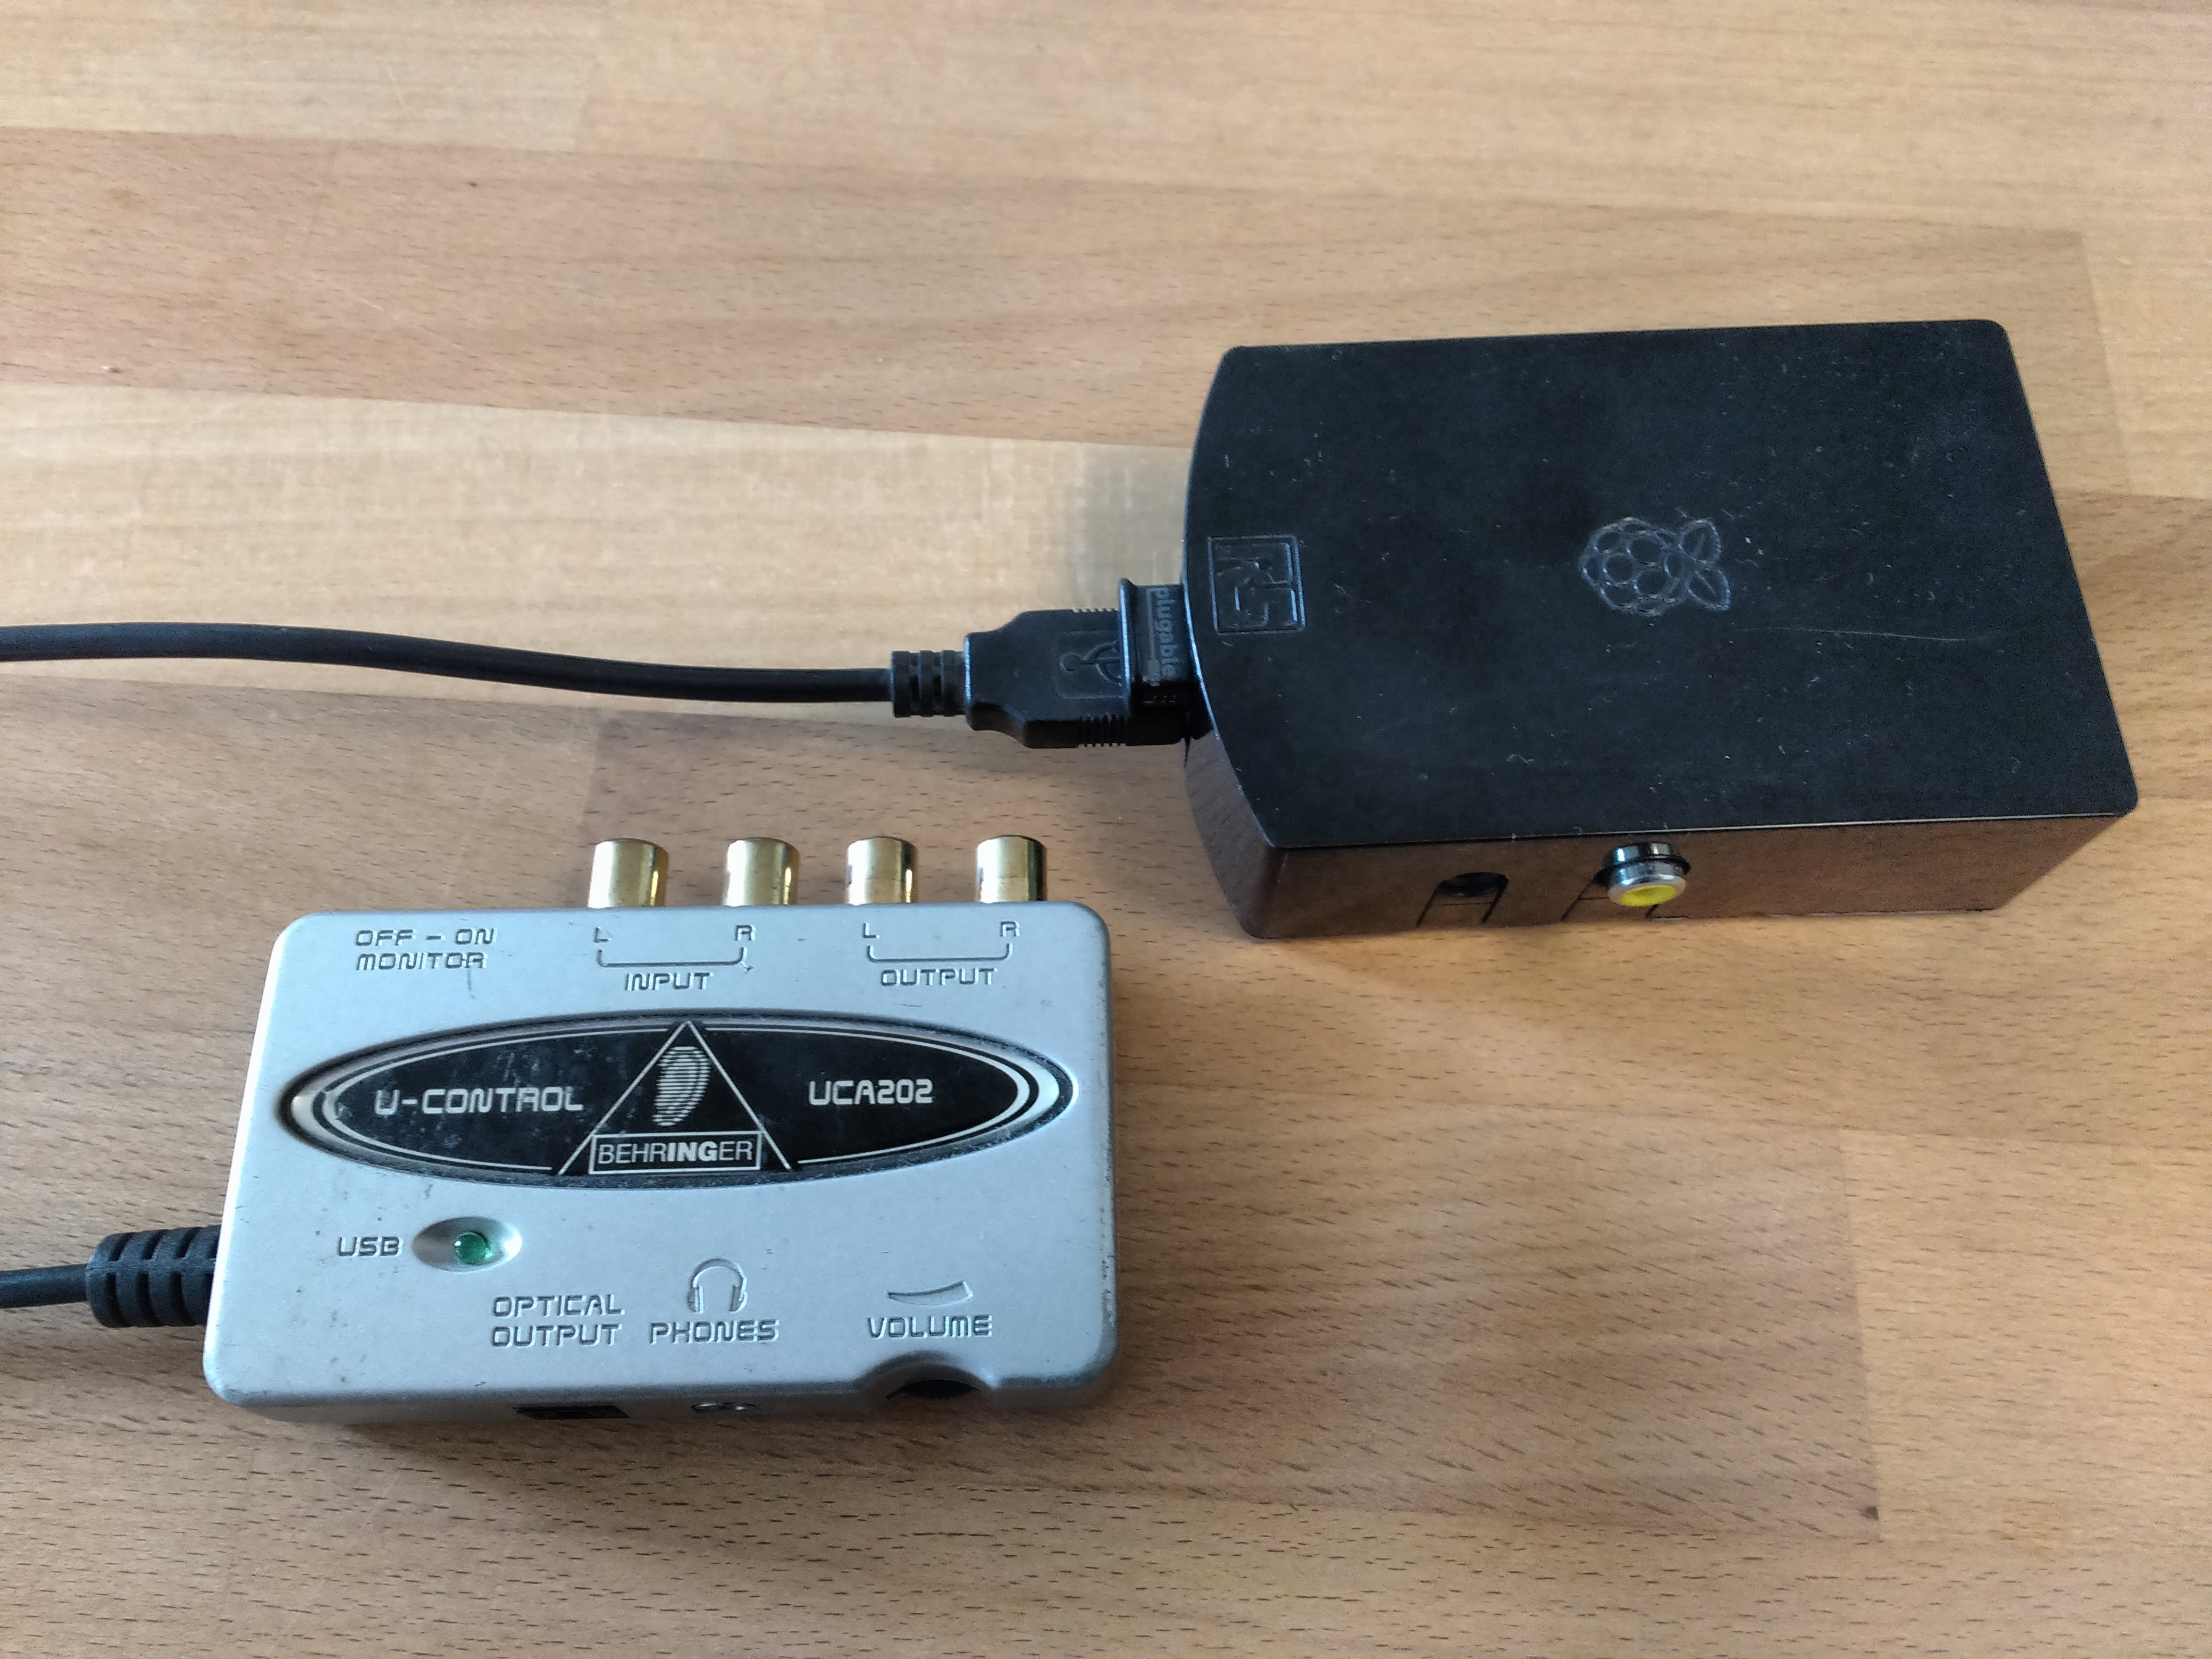 RS
plugable
OFF - ON
MONITOR
L R
INPUT
L R
OUTPUT
U-CONTROL
UCA202
BEHRINGER
USB
OPTICAL
OUTPUT
PHONES
VOLUME